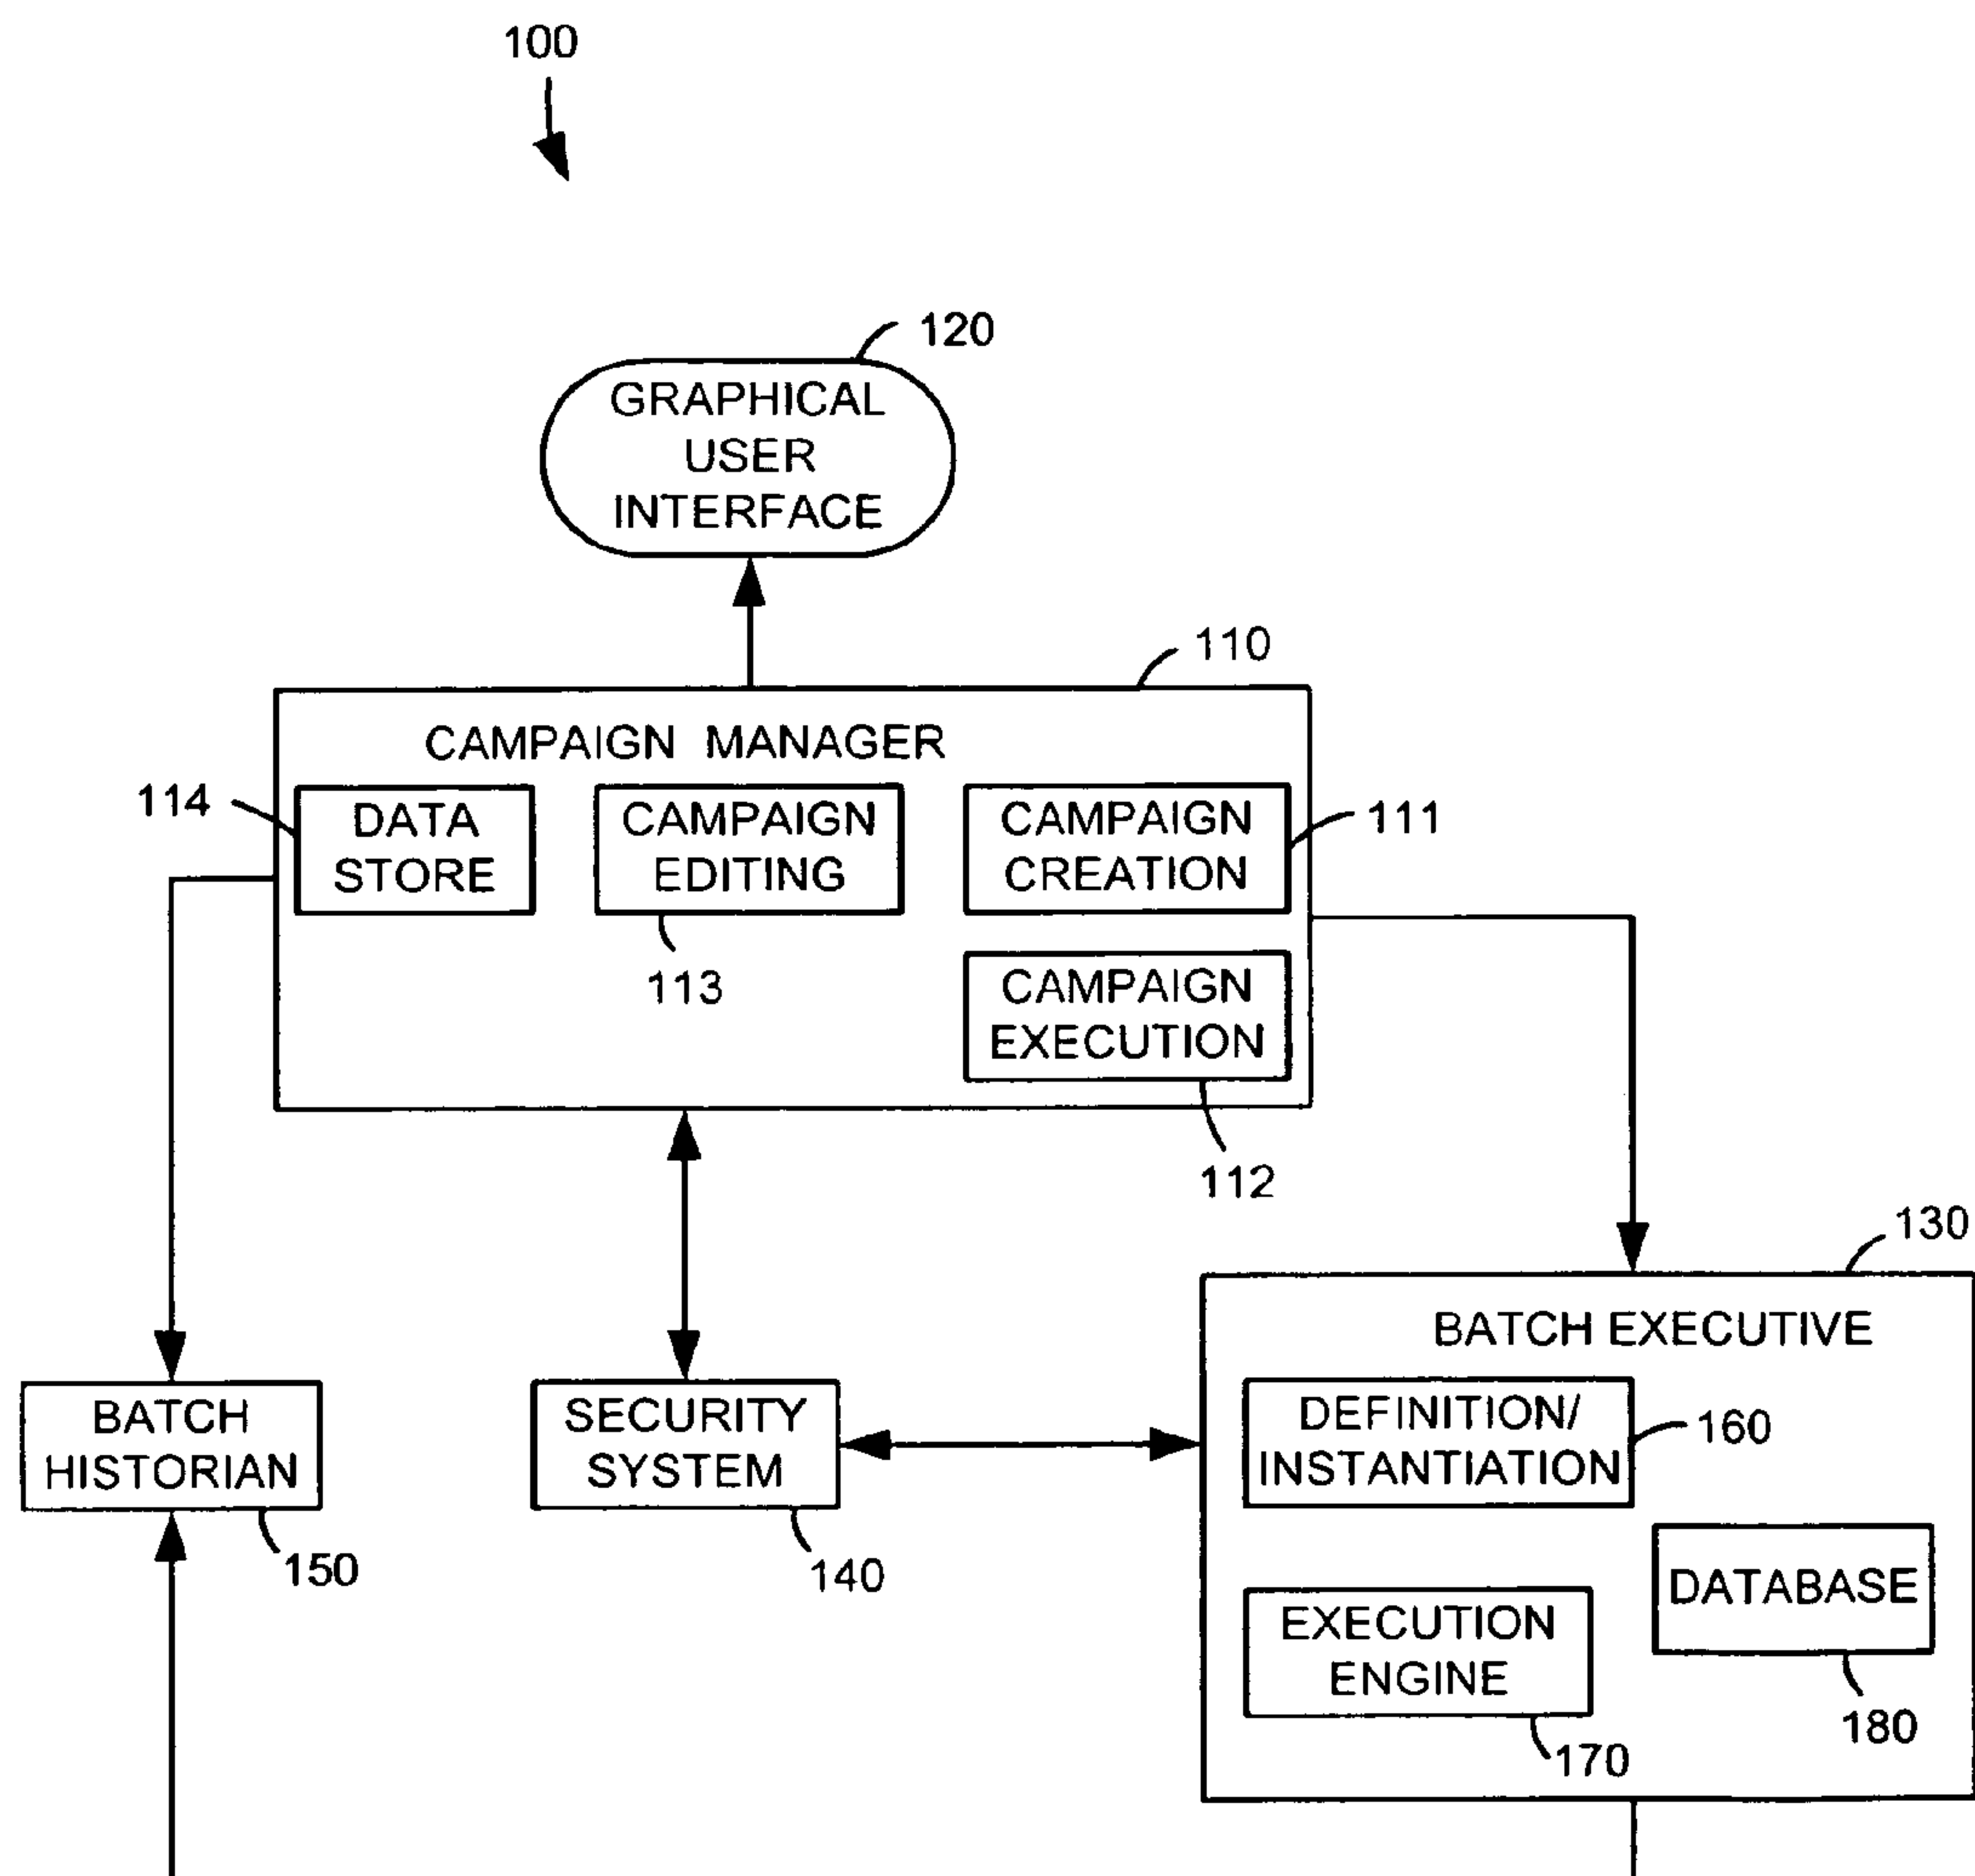 100
120
GRAPHICAL
USER
INTERFACE
110
CAMPAIGN MANAGER
114
DATA
STORE
CAMPAIGN
EDITING
CAMPAIGN
CREATION
111
113
CAMPAIGN
EXECUTION
112
130
BATCH EXECUTIVE
BATCH
HISTORIAN
150
SECURITY
SYSTEM
140
DEFINITION/
INSTANTIATION
160
DATABASE
180
EXECUTION
ENGINE
170